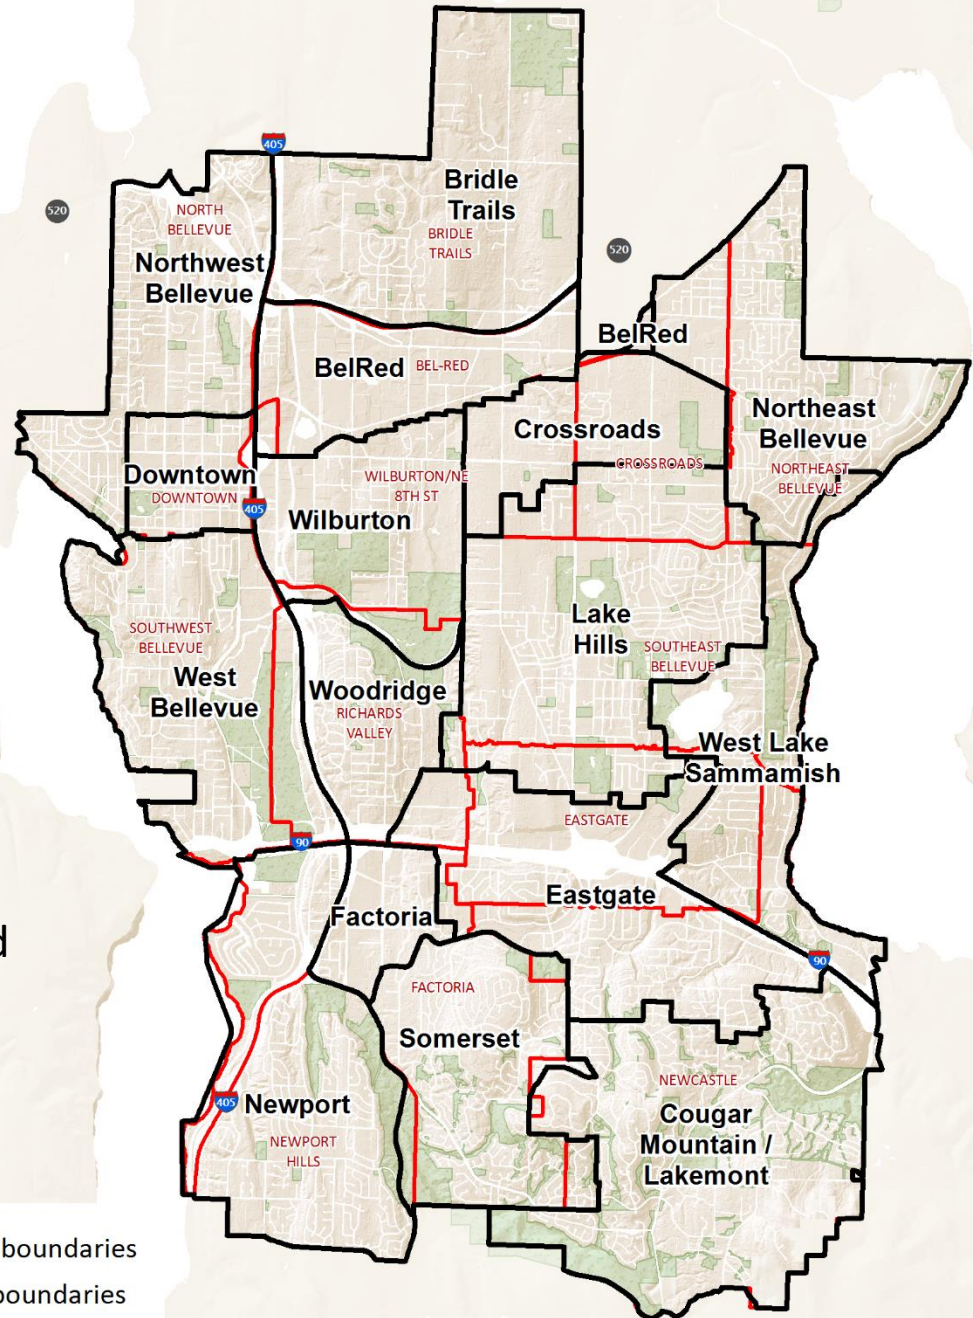 405
Bridle
Trails
520
NORTH
BELLEVUE
BRIDLE
TRAILS
520
Northwest
Bellevue
BelRed
BelRed
BEL-RED
Northeast
Bellevue
Crossroads
CROSSROADS
NORTHEAST
BELLEVUE
Downtown
DOWNTOWN
WILBURTON/NE
8TH ST
405
Wilburton
Lake
Hills
SOUTHWEST
BELLEVUE
SOUTHEAST
BELLEVUE
West
Bellevue
Woodridge
RICHARDS
VALLEY
West Lake
Sammamish
EASTGATE
90
Eastgate
Factoria
90
FACTORIA
Somerset
NEWCASTLE
405
Newport
Cougar
Mountain /
Lakemont
NEWPORT
HILLS
boundaries
boundaries